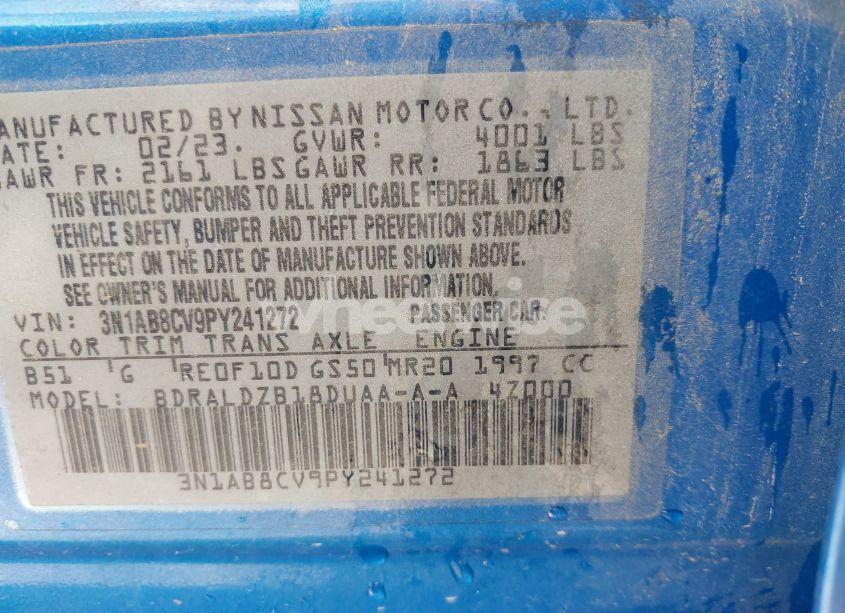 ANUFACTURED BY NISSAN MOTOR CO., LTD.
ATE: 02/23. GVWR: 4001 LBS
AWR FR: 2161 LBS GAWR RR: 1863 LBS
THIS VEHICLE CONFORMS TO ALL APPLICABLE FEDERAL MOTOR
VEHICLE SAFETY, BUMPER AND THEFT PREVENTION STANDARDS
IN EFFECT ON THE DATE OF MANUFACTURE SHOWN ABOVE.
SEE OWNER'S MANUAL FOR ADDITIONAL INFORMATION.
VIN: 3N1AB8CV9PY241272 PASSENGER CAR.
COLOR TRIM TRANS AXLE ENGINE
B51 G RE0F10D GS50 MR20 1997 CC
MODEL: BDRALDZB18DUAA-A-A 4Z000
3N1AB8CV9PY241272